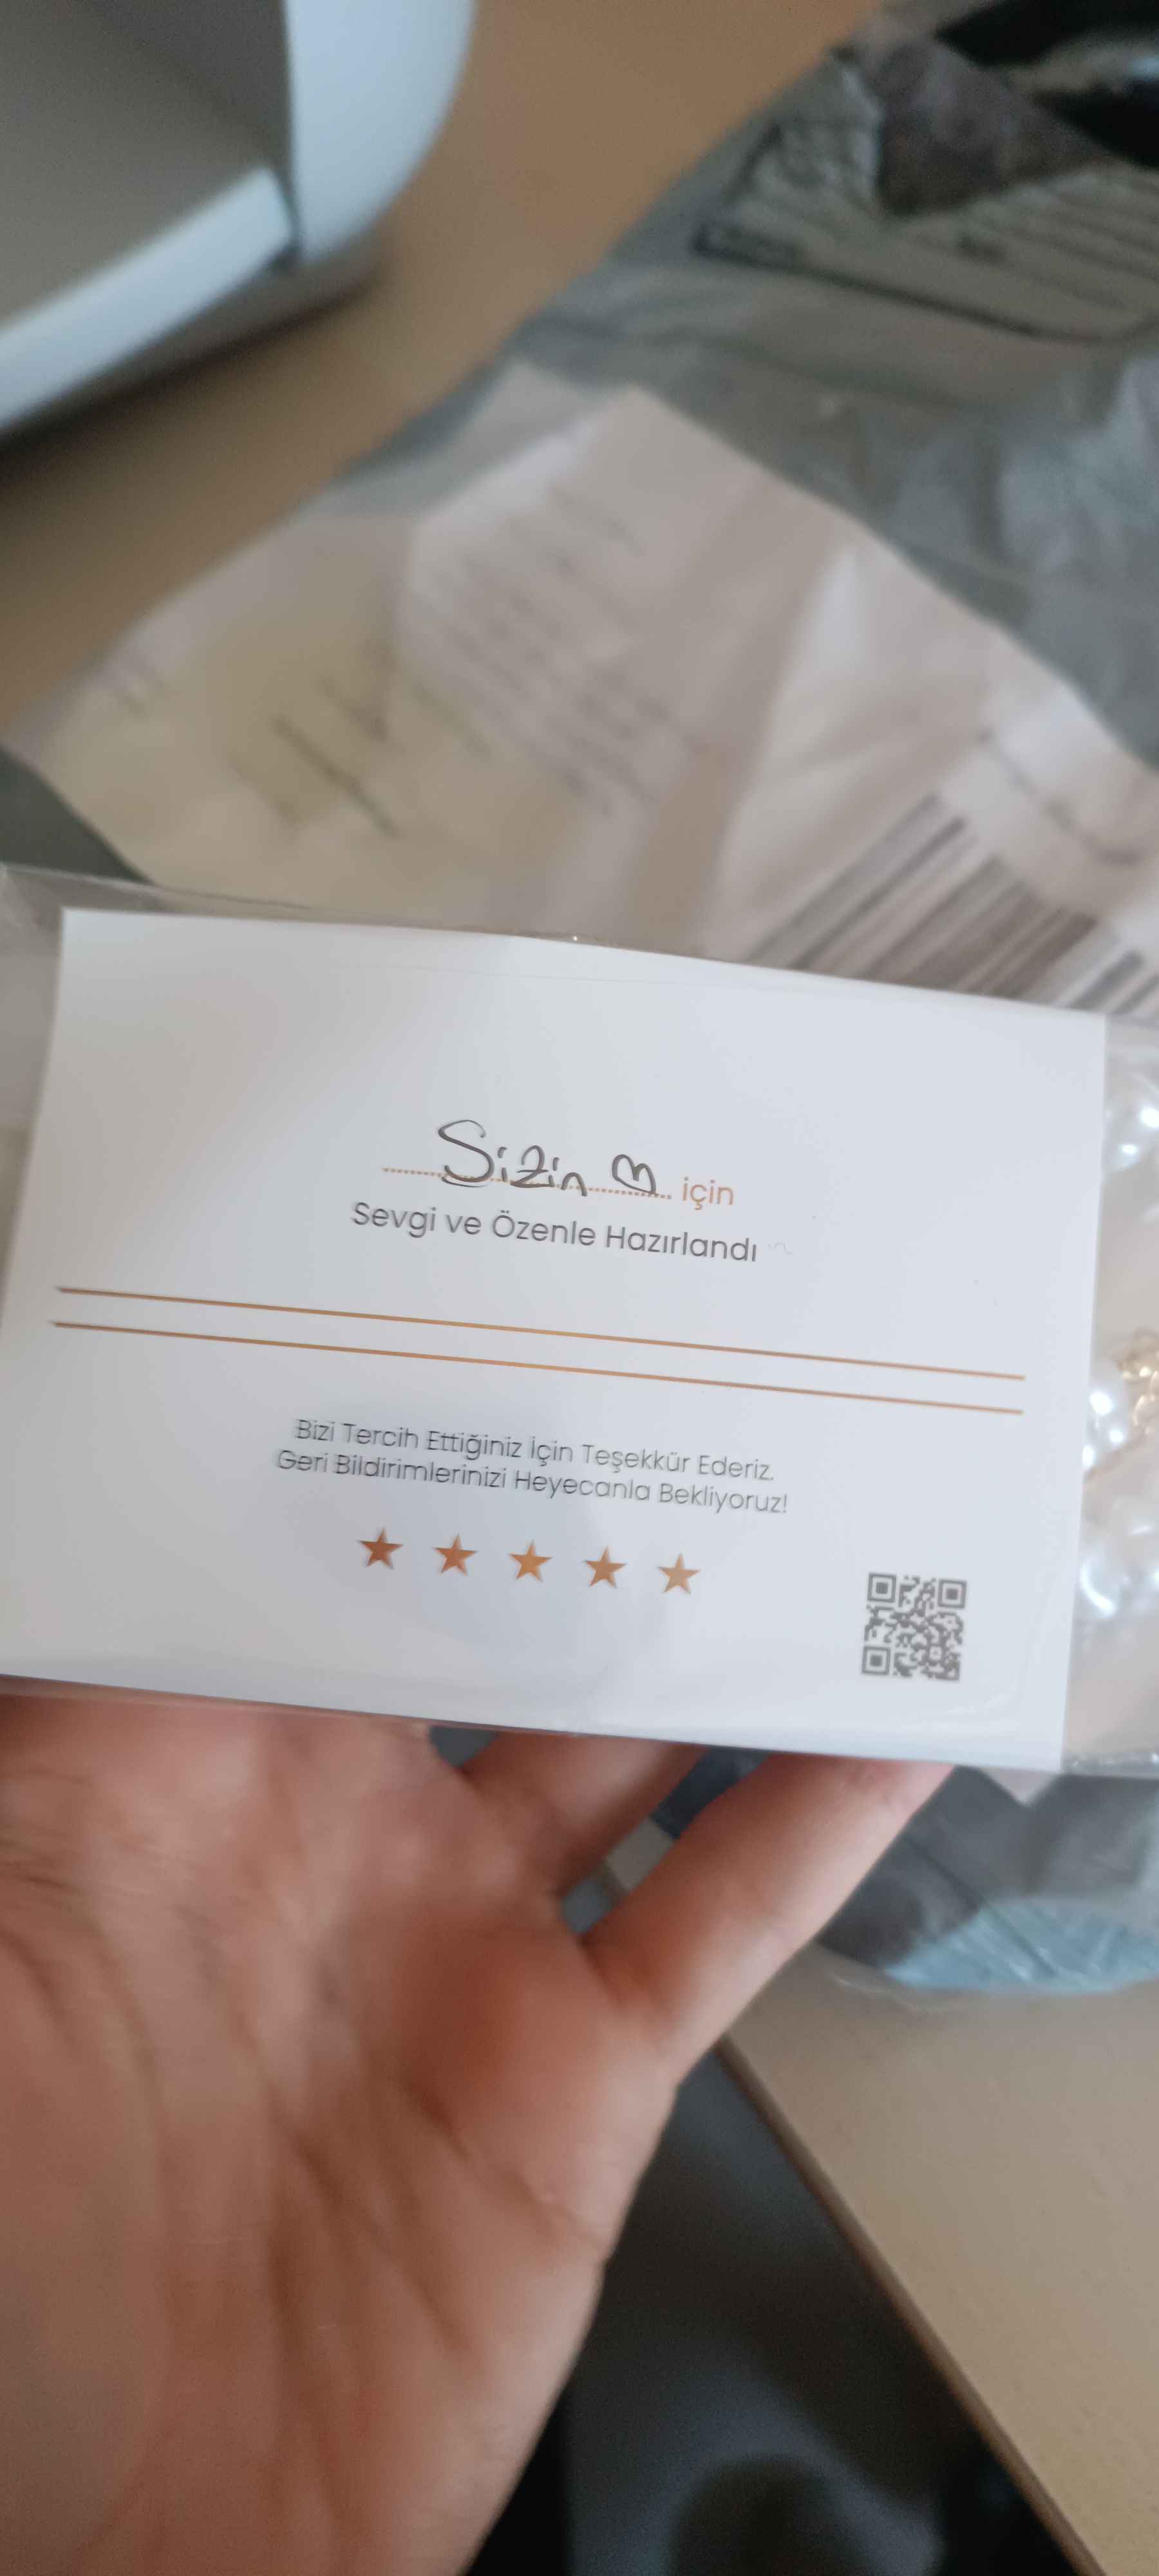 Sizin ♡ için
Sevgi ve Özenle Hazırlandı
Bizi Tercih Ettiğiniz İçin Teşekkür Ederiz.
Geri Bildirimlerinizi Heyecanla Bekliyoruz!